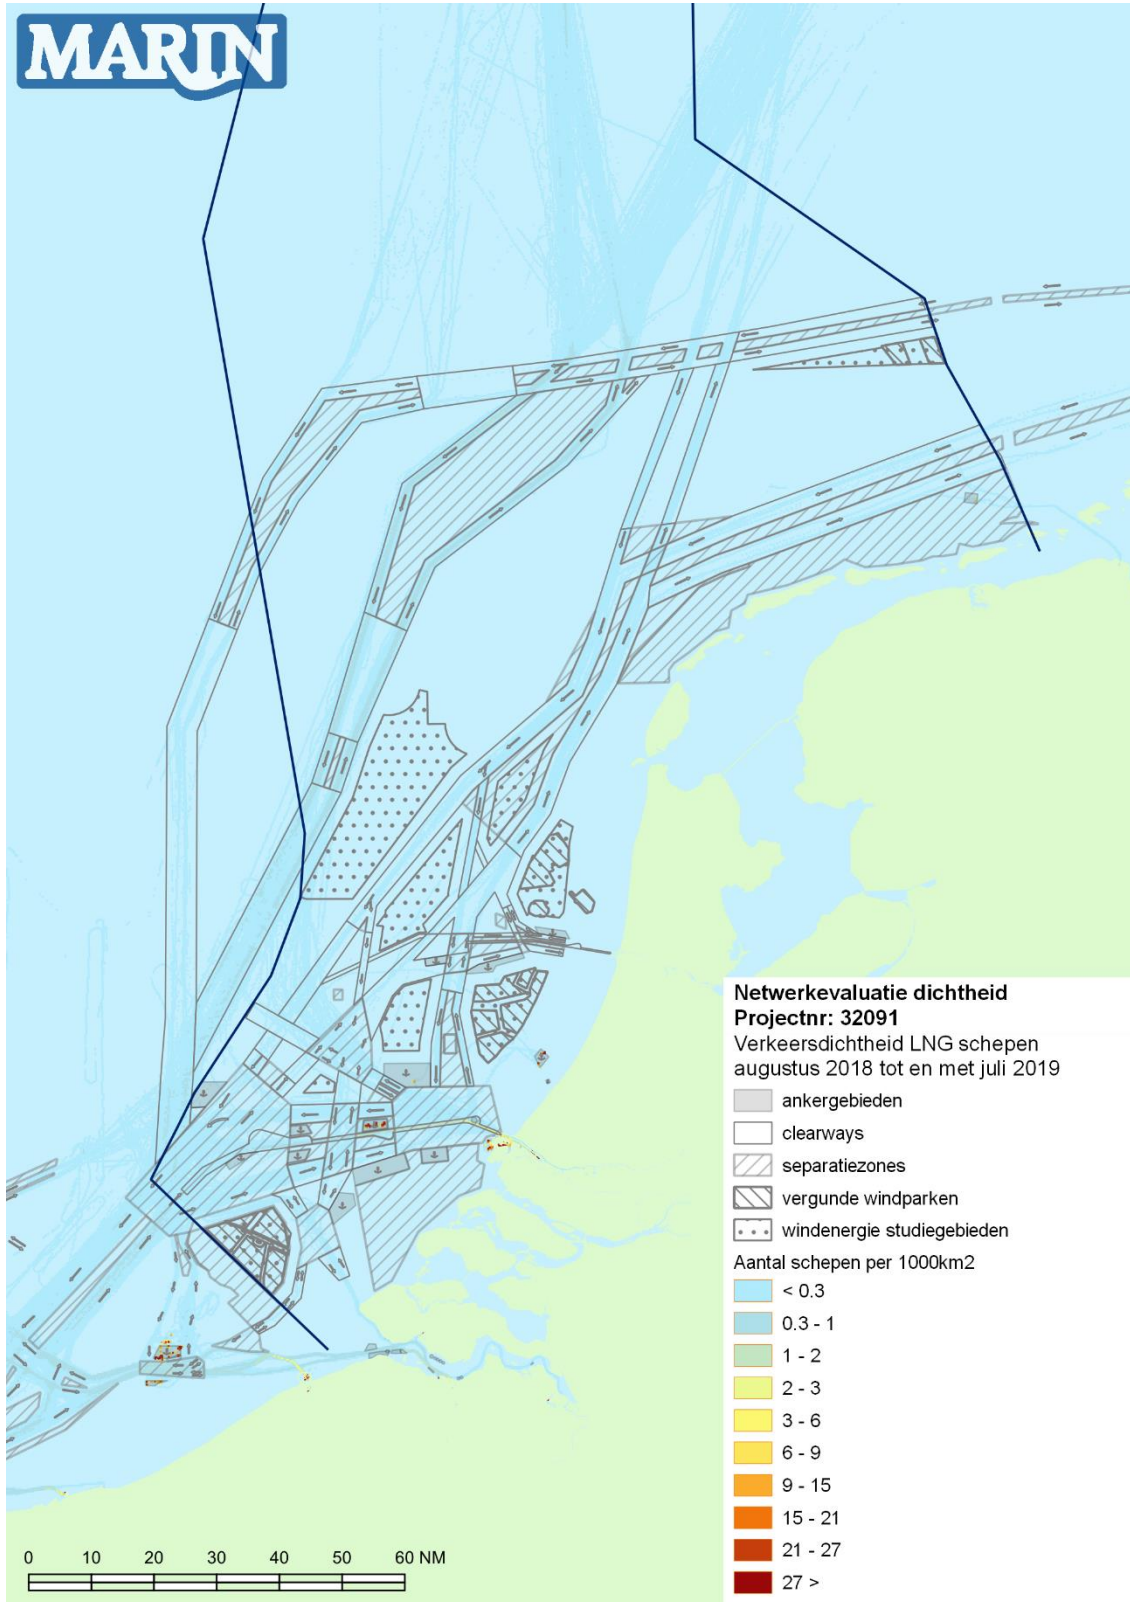 MARIN
Netwerkevaluatie dichtheid
Projectnr: 32091
Verkeersdichtheid LNG schepen
augustus 2018 tot en met juli 2019
ankergebieden
clearways
separatiezones
vergunde windparken
windenergie studiegebieden
Aantal schepen per 1000km2
< 0.3
0.3 - 1
1 - 2
2 - 3
3 - 6
6 - 9
9 - 15
15 - 21
21 - 27
27 >
0 10 20 30 40 50 60 NM